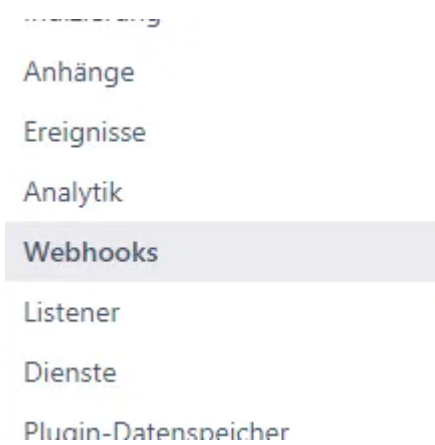 Anhänge
Ereignisse
Analytik
Webhooks
Listener
Dienste
Plugin-Datenspeicher